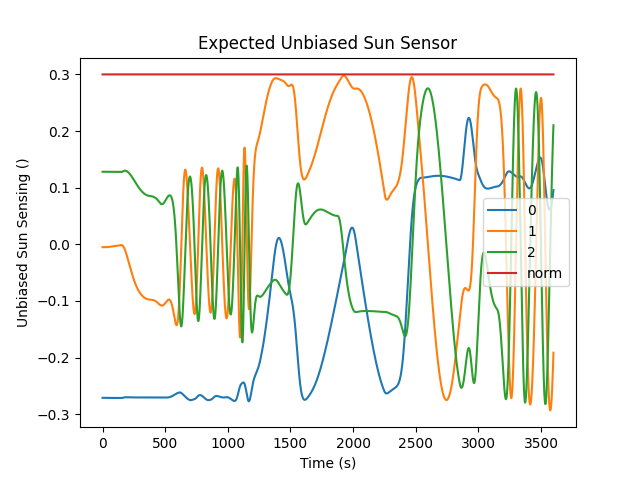 Expected Unbiased Sun Sensor
Unbiased Sun Sensing ()
0.3
0.2
0.1
0.0
−0.1
−0.2
−0.3
0
1
2
norm
0 500 1000 1500 2000 2500 3000 3500
Time (s)